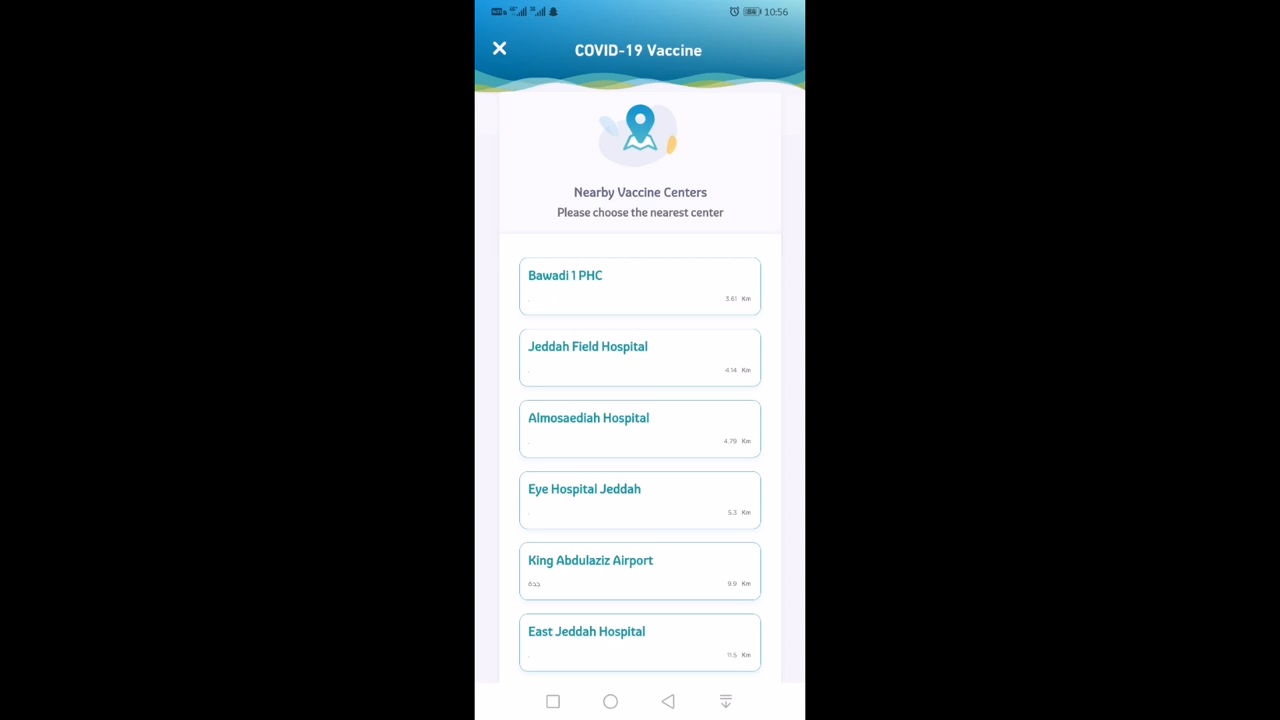 84 10:56
COVID-19 Vaccine
Nearby Vaccine Centers
Please choose the nearest center
Bawadi 1 PHC
. 3.61 Km
Jeddah Field Hospital
. 4.14 Km
Almosaediah Hospital
. 4.79 Km
Eye Hospital Jeddah
. 5.3 Km
King Abdulaziz Airport
جدة 9.9 Km
East Jeddah Hospital
. 11.5 Km